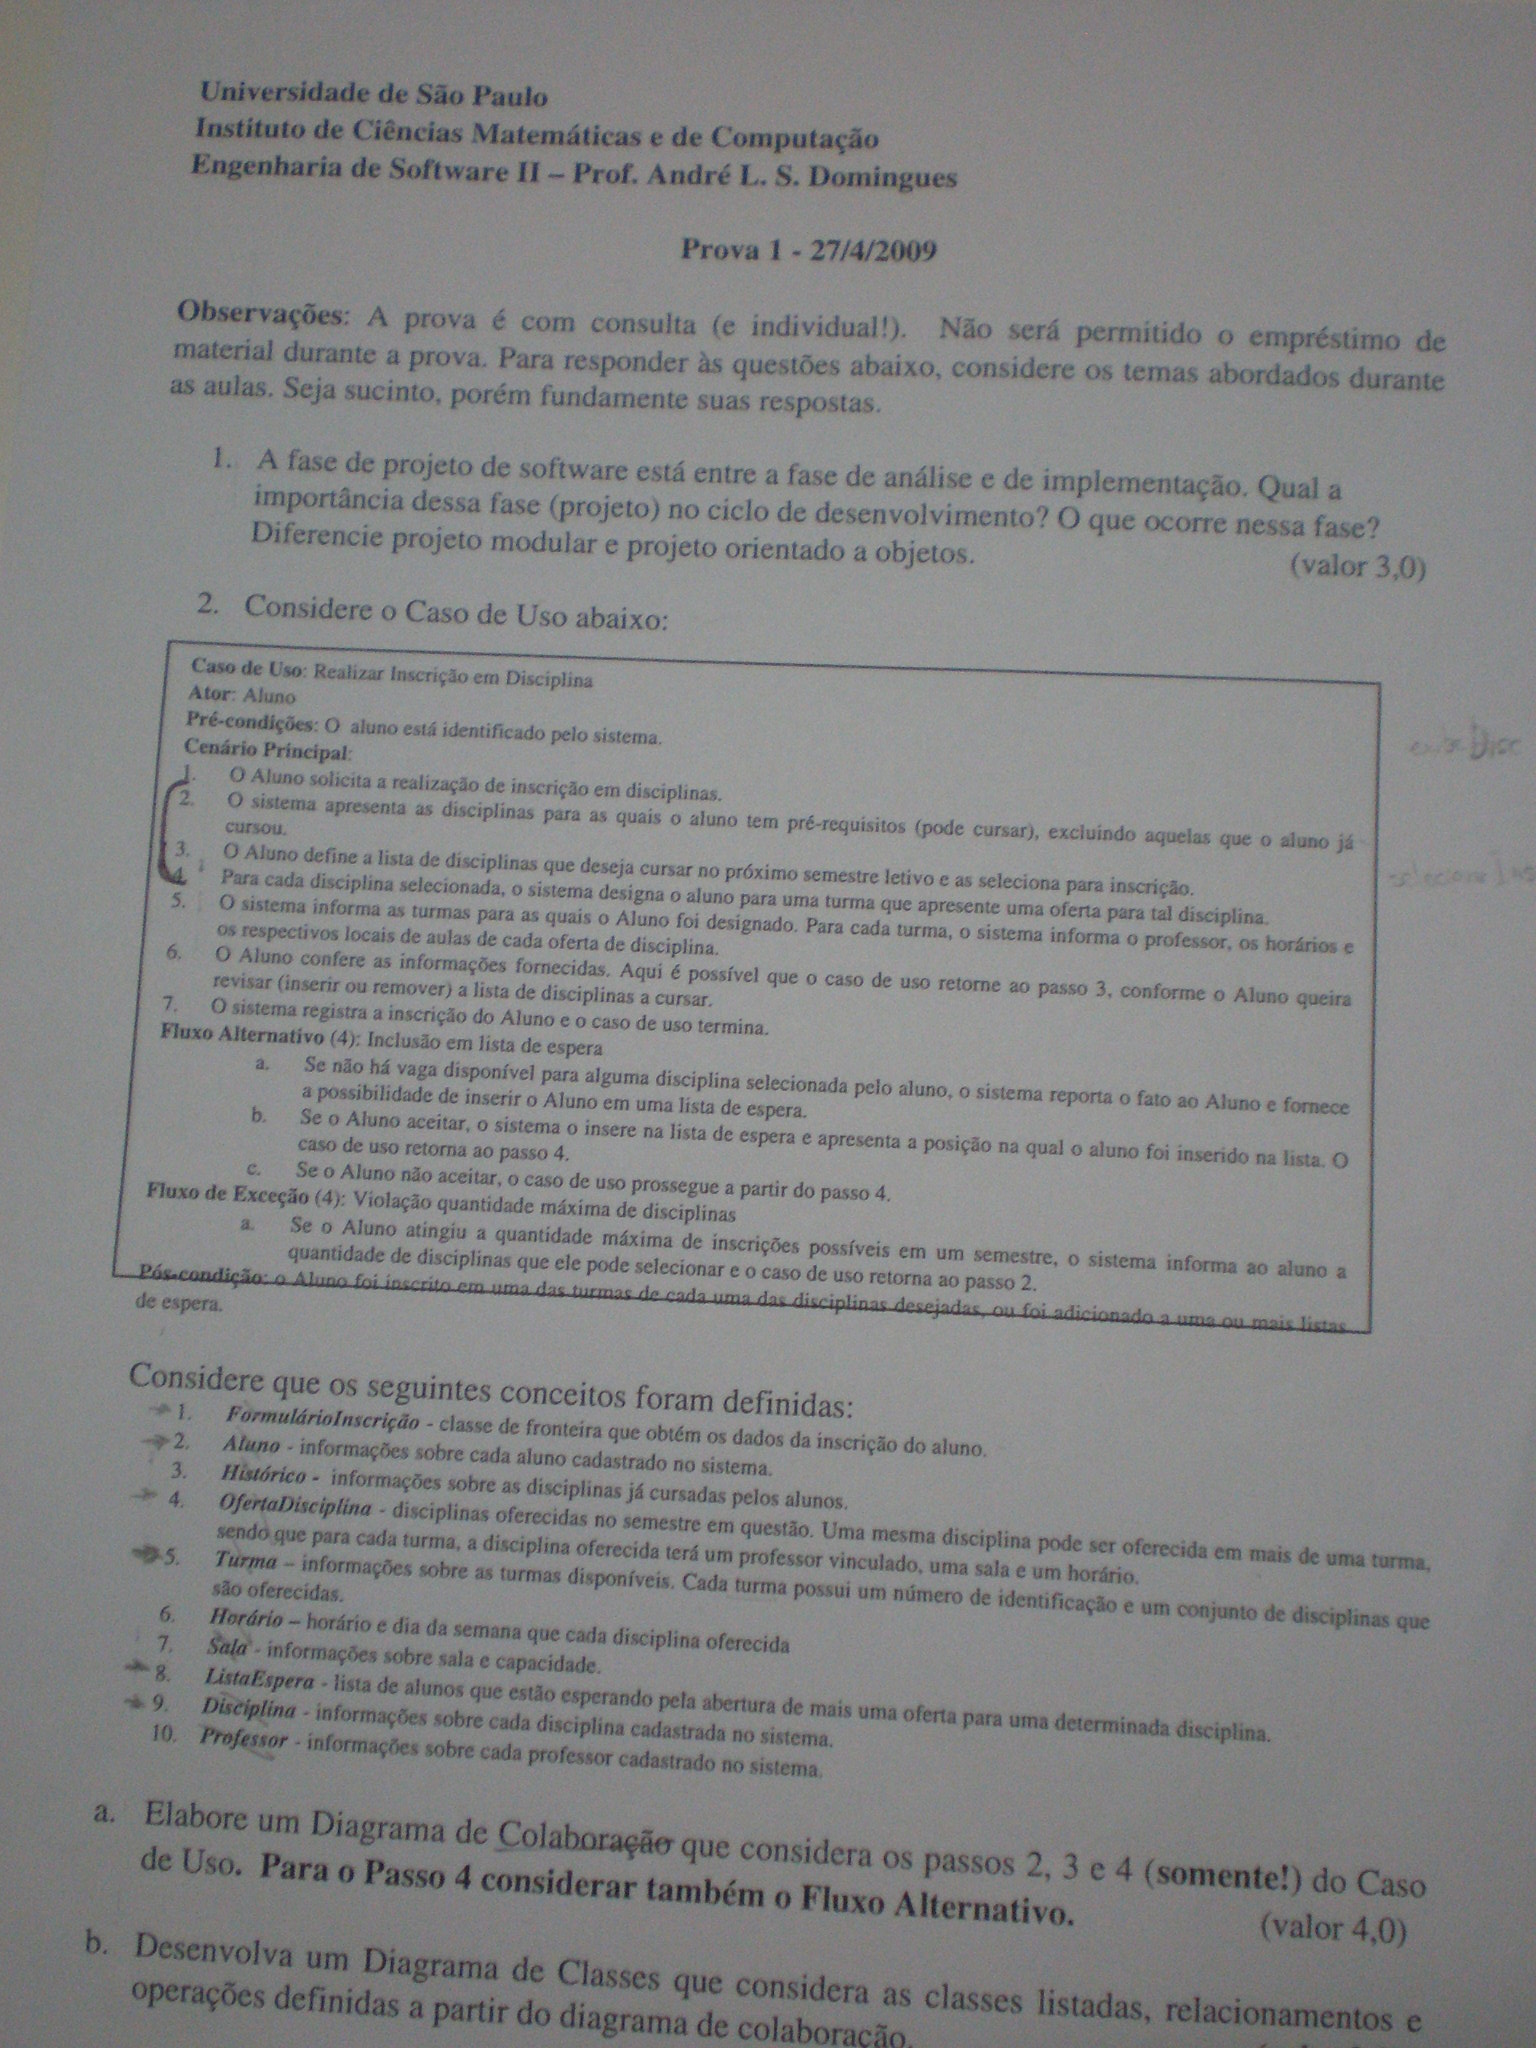 Universidade de São Paulo
Instituto de Ciências Matemáticas e de Computação
Engenharia de Software II – Prof. André L. S. Domingues
Prova 1 - 27/4/2009
Observações: A prova é com consulta (e individual!). Não será permitido o empréstimo de
material durante a prova. Para responder às questões abaixo, considere os temas abordados durante
as aulas. Seja sucinto, porém fundamente suas respostas.
1. A fase de projeto de software está entre a fase de análise e de implementação. Qual a
importância dessa fase (projeto) no ciclo de desenvolvimento? O que ocorre nessa fase?
Diferencie projeto modular e projeto orientado a objetos. (valor 3,0)
2. Considere o Caso de Uso abaixo:
Caso de Uso: Realizar Inscrição em Disciplina
Ator: Aluno
Pré-condições: O aluno está identificado pelo sistema.
Cenário Principal:
1. O Aluno solicita a realização de inscrição em disciplinas.
2. O sistema apresenta as disciplinas para as quais o aluno tem pré-requisitos (pode cursar), excluindo aquelas que o aluno já
cursou.
3. O Aluno define a lista de disciplinas que deseja cursar no próximo semestre letivo e as seleciona para inscrição.
4. Para cada disciplina selecionada, o sistema designa o aluno para uma turma que apresente uma oferta para tal disciplina.
5. O sistema informa as turmas para as quais o Aluno foi designado. Para cada turma, o sistema informa o professor, os horários e
os respectivos locais de aulas de cada oferta de disciplina.
6. O Aluno confere as informações fornecidas. Aqui é possível que o caso de uso retorne ao passo 3, conforme o Aluno queira
revisar (inserir ou remover) a lista de disciplinas a cursar.
7. O sistema registra a inscrição do Aluno e o caso de uso termina.
Fluxo Alternativo (4): Inclusão em lista de espera
a. Se não há vaga disponível para alguma disciplina selecionada pelo aluno, o sistema reporta o fato ao Aluno e fornece
a possibilidade de inserir o Aluno em uma lista de espera.
b. Se o Aluno aceitar, o sistema o insere na lista de espera e apresenta a posição na qual o aluno foi inserido na lista. O
caso de uso retorna ao passo 4.
c. Se o Aluno não aceitar, o caso de uso prossegue a partir do passo 4.
Fluxo de Exceção (4): Violação quantidade máxima de disciplinas
a. Se o Aluno atingiu a quantidade máxima de inscrições possíveis em um semestre, o sistema informa ao aluno a
quantidade de disciplinas que ele pode selecionar e o caso de uso retorna ao passo 2.
Pós-condição: o Aluno foi inscrito em uma das turmas de cada uma das disciplinas desejadas, ou foi adicionado a uma ou mais listas
de espera.
Considere que os seguintes conceitos foram definidas:
1. FormulárioInscrição - classe de fronteira que obtém os dados da inscrição do aluno.
2. Aluno - informações sobre cada aluno cadastrado no sistema.
3. Histórico - informações sobre as disciplinas já cursadas pelos alunos.
4. OfertaDisciplina - disciplinas oferecidas no semestre em questão. Uma mesma disciplina pode ser oferecida em mais de uma turma,
sendo que para cada turma, a disciplina oferecida terá um professor vinculado, uma sala e um horário.
5. Turma – informações sobre as turmas disponíveis. Cada turma possui um número de identificação e um conjunto de disciplinas que
são oferecidas.
6. Horário – horário e dia da semana que cada disciplina oferecida
7. Sala - informações sobre sala e capacidade.
8. ListaEspera - lista de alunos que estão esperando pela abertura de mais uma oferta para uma determinada disciplina.
9. Disciplina - informações sobre cada disciplina cadastrada no sistema.
10. Professor - informações sobre cada professor cadastrado no sistema.
a. Elabore um Diagrama de Colaboração que considera os passos 2, 3 e 4 (somente!) do Caso
de Uso. Para o Passo 4 considerar também o Fluxo Alternativo. (valor 4,0)
b. Desenvolva um Diagrama de Classes que considera as classes listadas, relacionamentos e
operações definidas a partir do diagrama de colaboração.